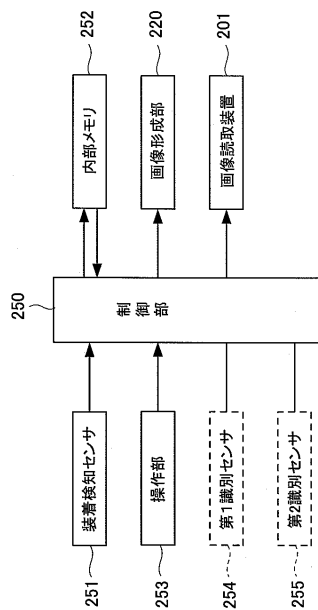 250
制御部
251
装着検知センサ
253
操作部
254
第1識別センサ
255
第2識別センサ
252
内部メモリ
220
画像形成部
201
画像読取装置